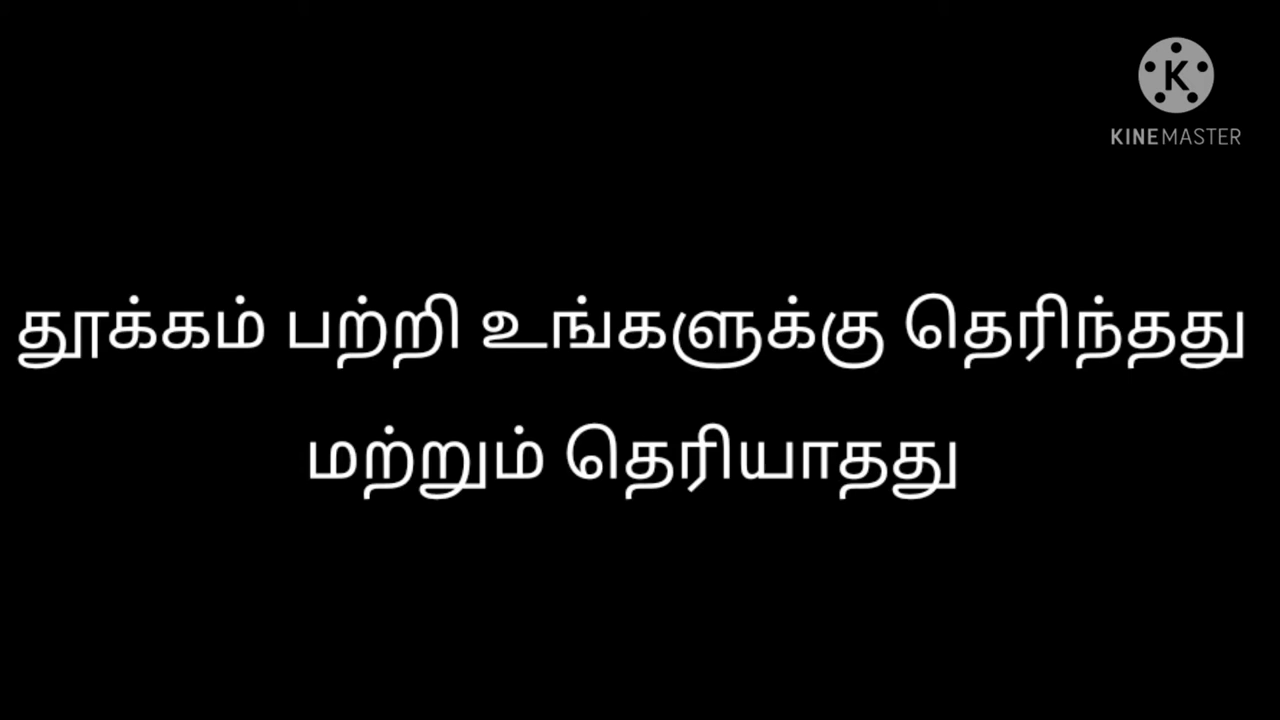 K
KINEMASTER
தூக்கம் பற்றி உங்களுக்கு தெரிந்தது
மற்றும் தெரியாதது